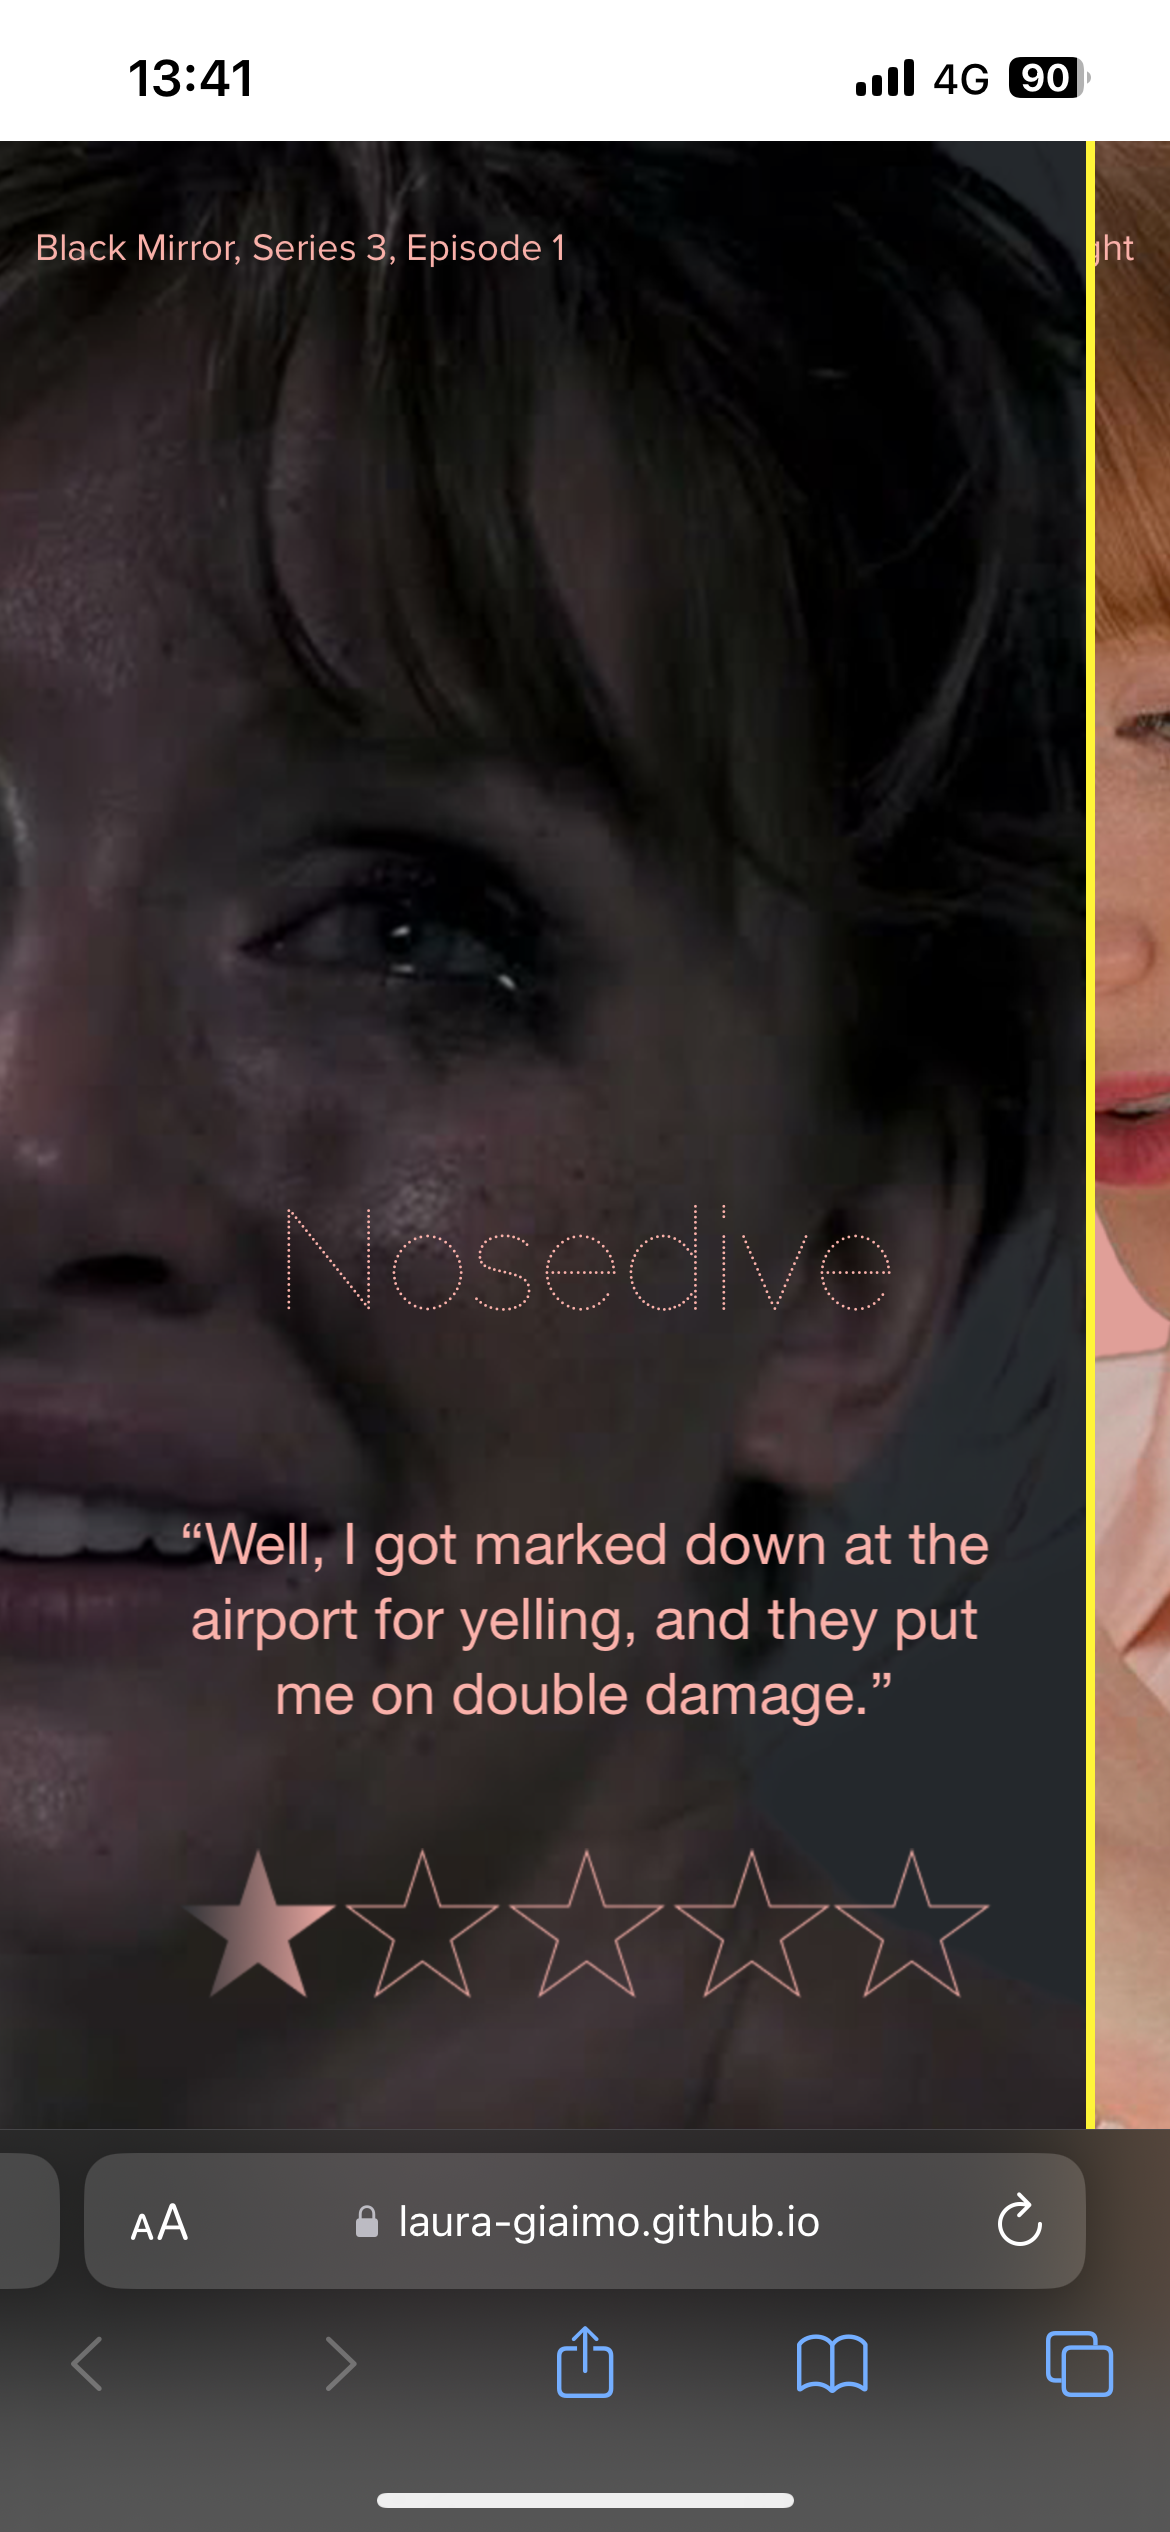 13:41
4G
90
Black Mirror, Series 3, Episode 1
ght
Nosedive
“Well, I got marked down at the
airport for yelling, and they put
me on double damage.”
AA
laura-giaimo.github.io